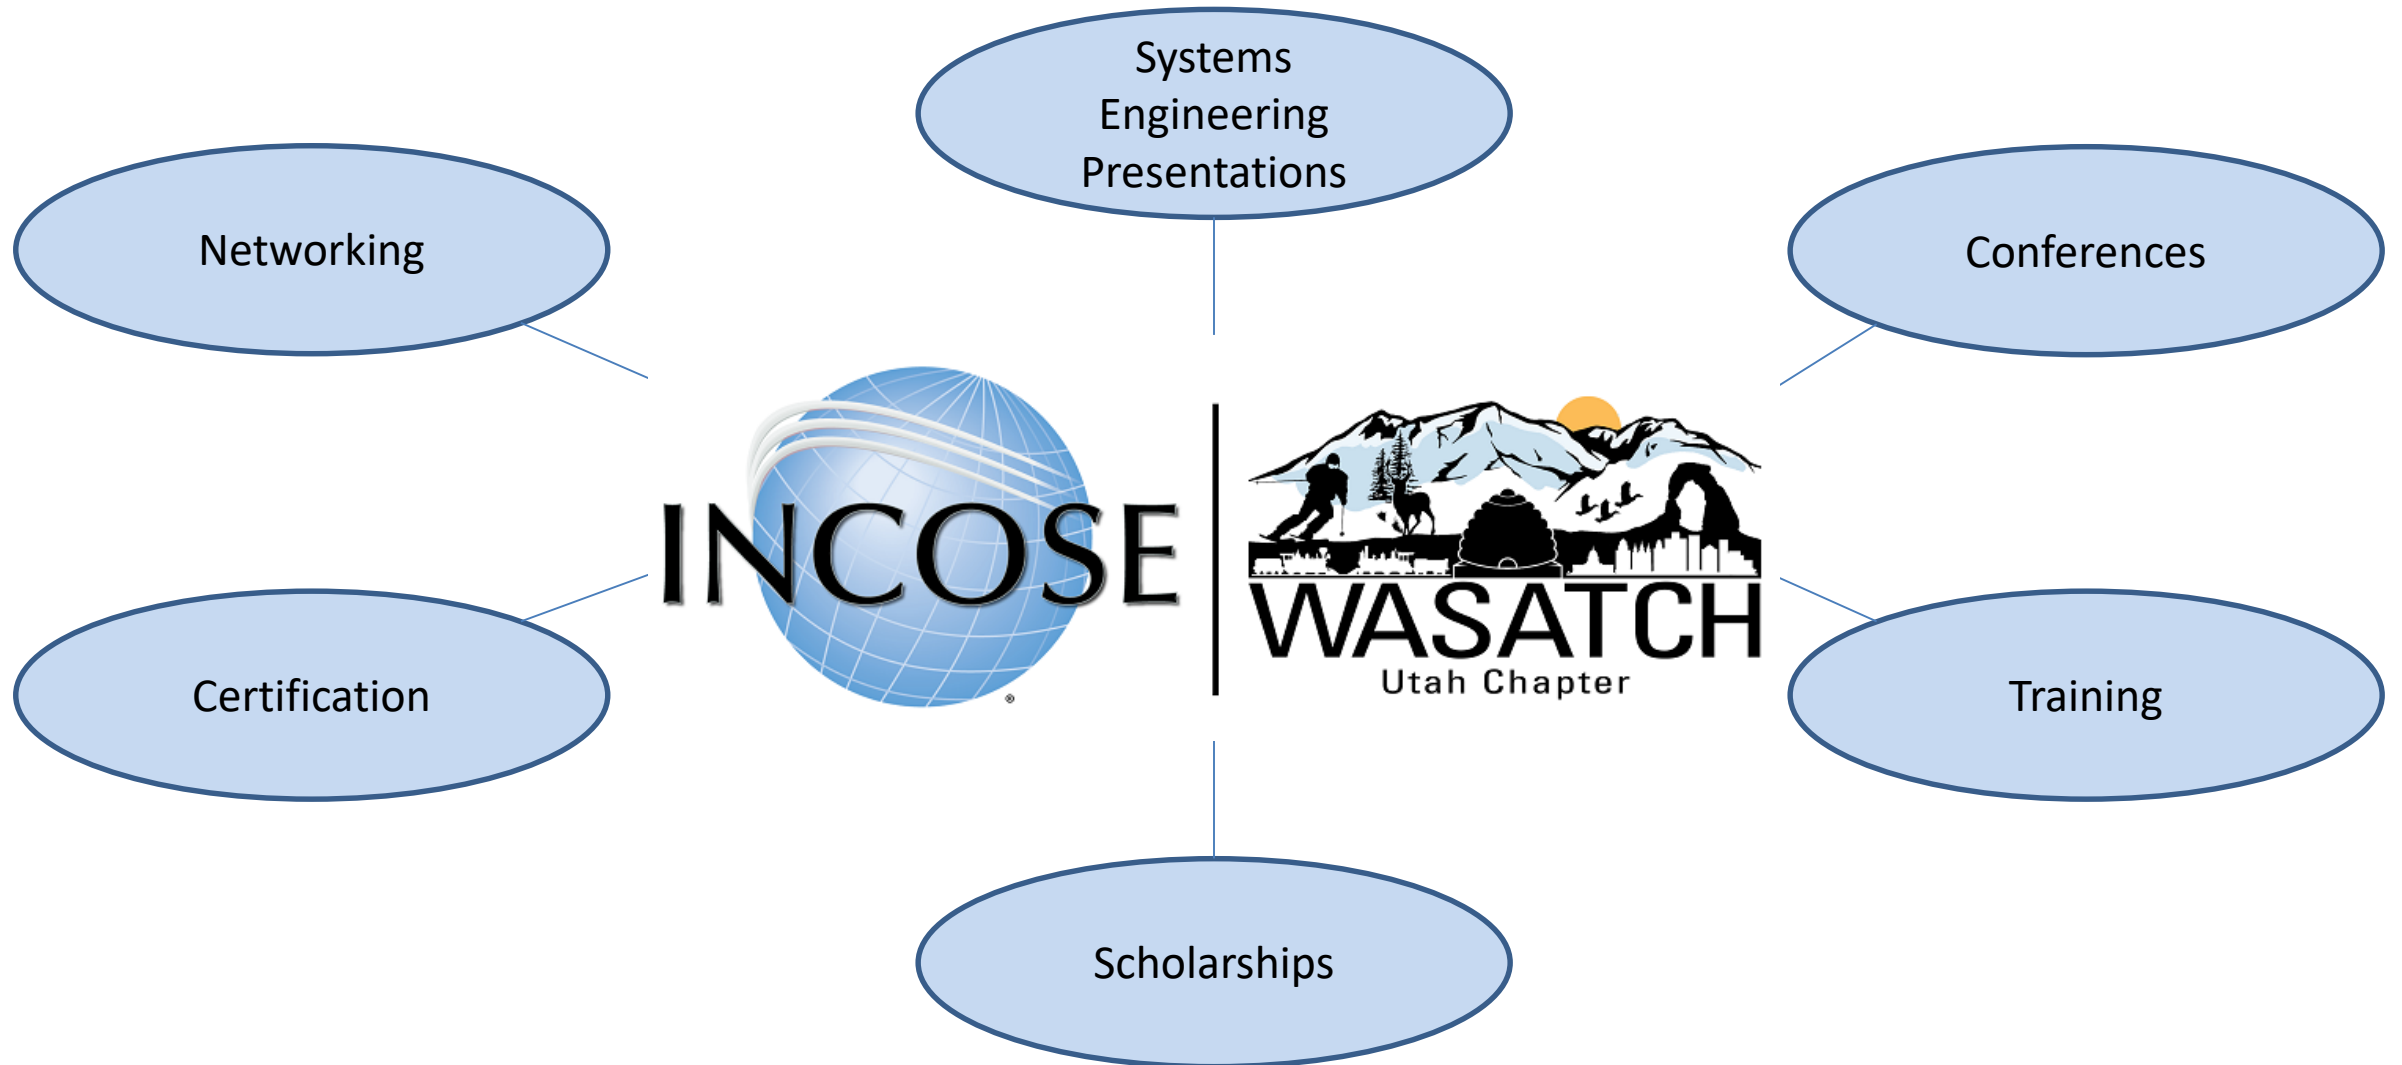 Systems
Engineering
Presentations
Networking
Conferences
INCOSE
®
WASATCH
Utah Chapter
Certification
Training
Scholarships